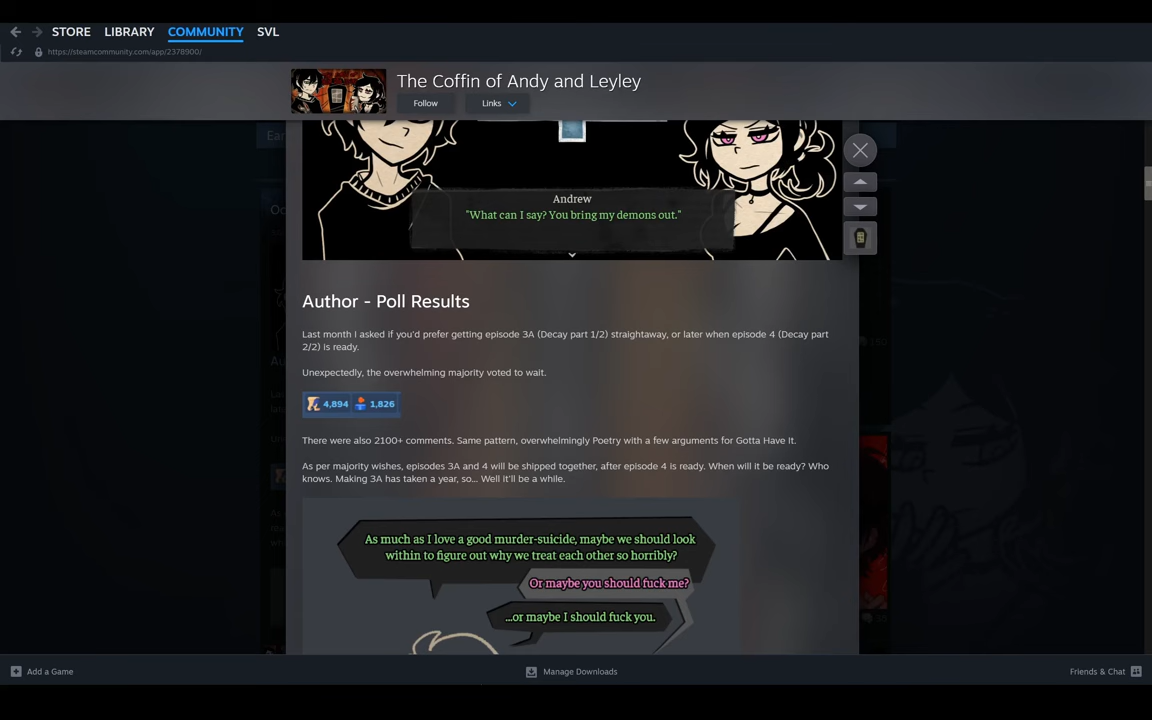 STORE LIBRARY COMMUNITY SVL
https://steamcommunity.com/app/2378900/
The Coffin of Andy and Leyley
Follow Links
Andrew
"What can I say? You bring my demons out."
Author - Poll Results
Last month I asked if you'd prefer getting episode 3A (Decay part 1/2) straightaway, or later when episode 4 (Decay part
2/2) is ready.
Unexpectedly, the overwhelming majority voted to wait.
4,894 1,826
There were also 2100+ comments. Same pattern, overwhelmingly Poetry with a few arguments for Gotta Have It.
As per majority wishes, episodes 3A and 4 will be shipped together, after episode 4 is ready. When will it be ready? Who
knows. Making 3A has taken a year, so... Well it'll be a while.
As much as I love a good murder-suicide, maybe we should look
within to figure out why we treat each other so horribly?
Or maybe you should fuck me?
...or maybe I should fuck you.
Add a Game Manage Downloads Friends & Chat